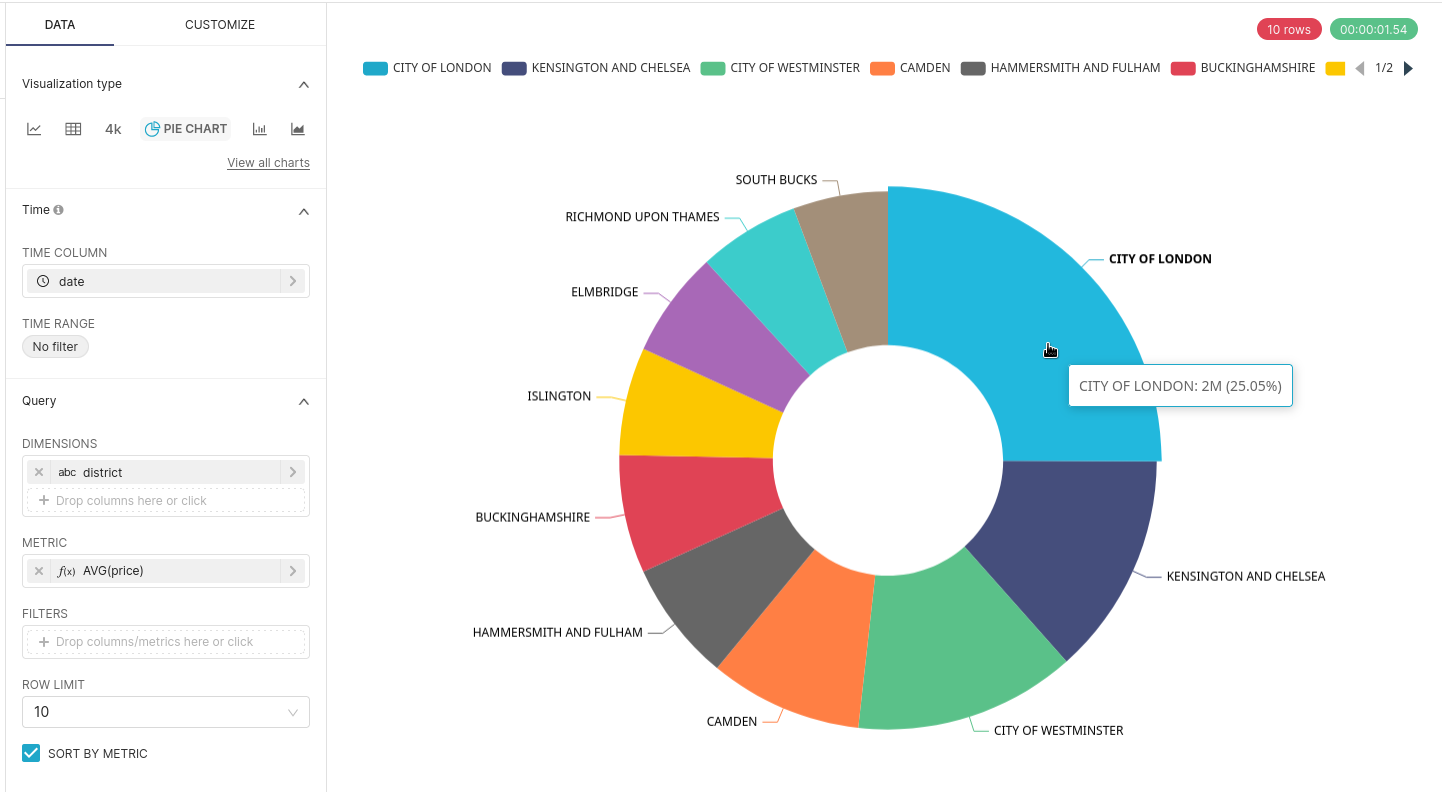 DATA CUSTOMIZE
10 rows 00:00:01.54
CITY OF LONDON KENSINGTON AND CHELSEA CITY OF WESTMINSTER CAMDEN HAMMERSMITH AND FULHAM BUCKINGHAMSHIRE 1/2
Visualization type
4k PIE CHART
View all charts
Time
TIME COLUMN
date
TIME RANGE
No filter
Query
DIMENSIONS
abc district
Drop columns here or click
METRIC
f(x) AVG(price)
FILTERS
Drop columns/metrics here or click
ROW LIMIT
10
SORT BY METRIC
SOUTH BUCKS
RICHMOND UPON THAMES
CITY OF LONDON
ELMBRIDGE
CITY OF LONDON: 2M (25.05%)
ISLINGTON
BUCKINGHAMSHIRE
KENSINGTON AND CHELSEA
HAMMERSMITH AND FULHAM
CAMDEN
CITY OF WESTMINSTER